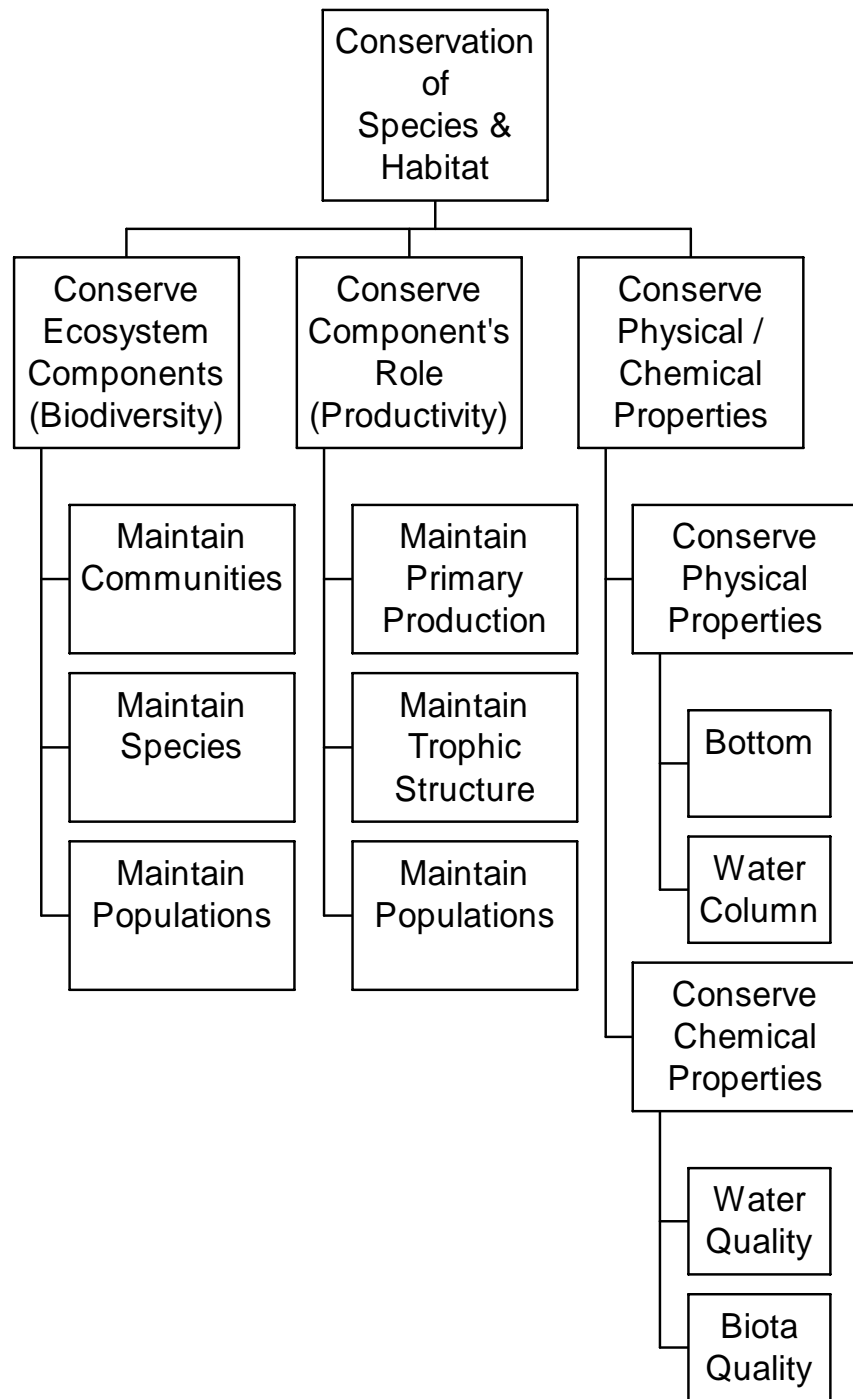 Conservation
of
Species &
Habitat
Conserve
Ecosystem
Components
(Biodiversity)
Conserve
Component's
Role
(Productivity)
Conserve
Physical /
Chemical
Properties
Maintain
Communities
Maintain
Species
Maintain
Populations
Maintain
Primary
Production
Maintain
Trophic
Structure
Maintain
Populations
Conserve
Physical
Properties
Bottom
Water
Column
Conserve
Chemical
Properties
Water
Quality
Biota
Quality